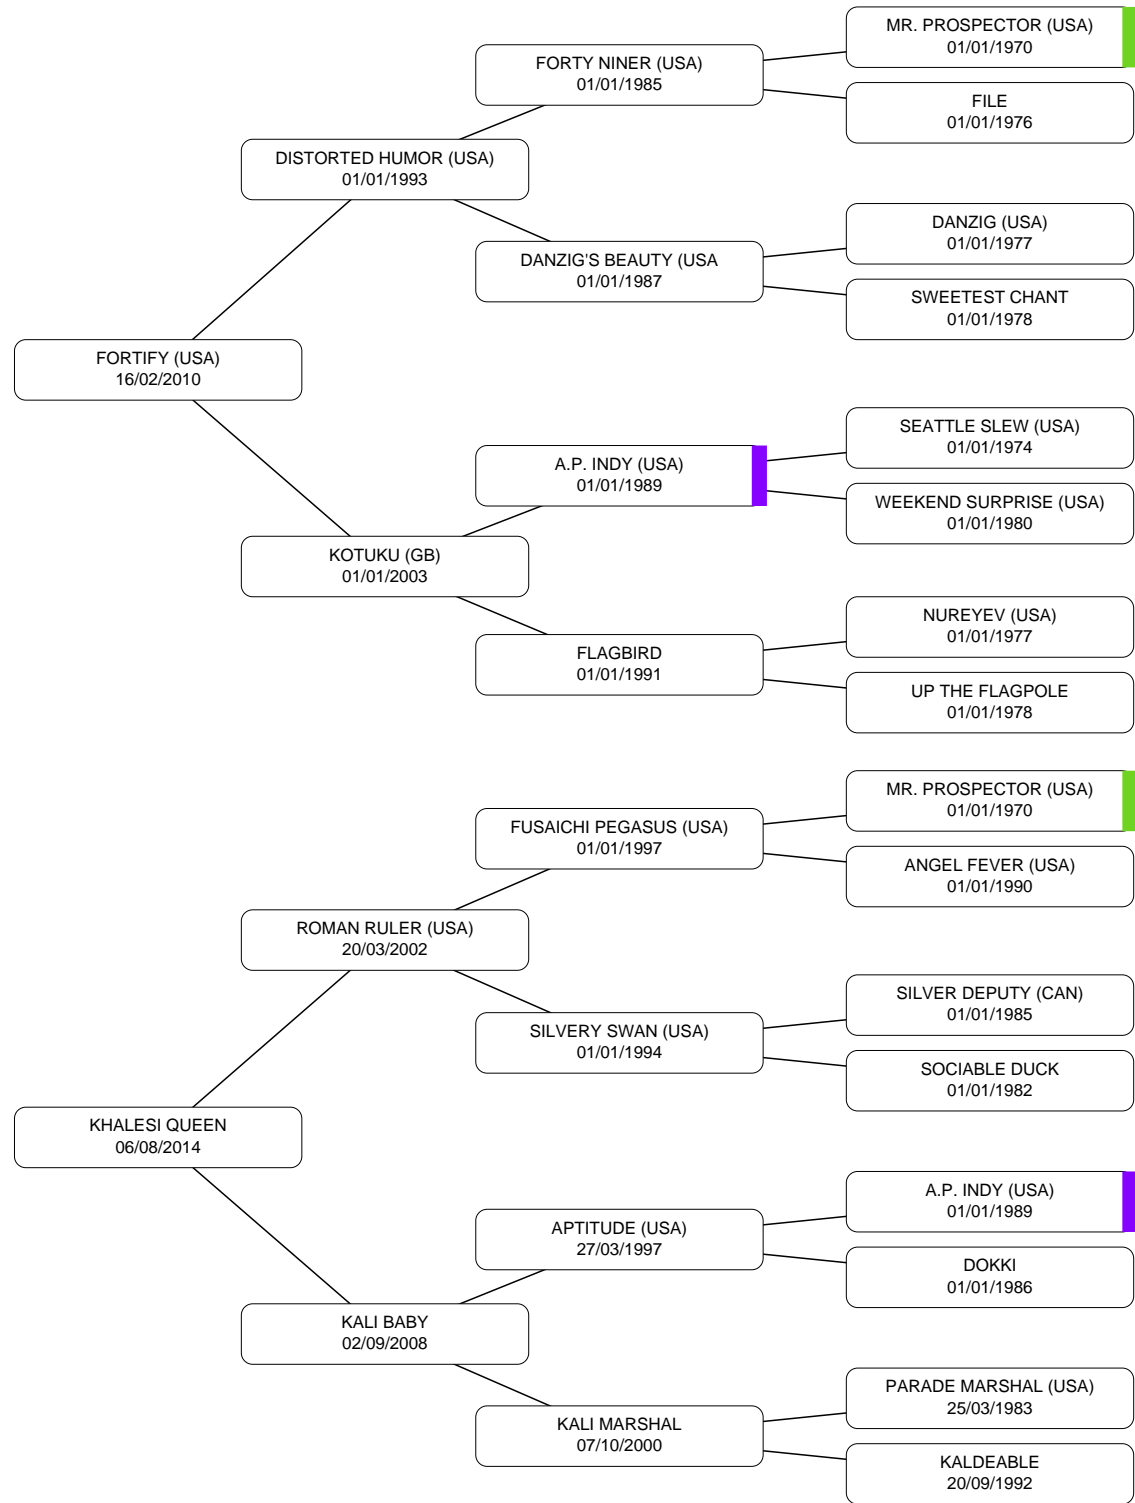 MR. PROSPECTOR (USA)
01/01/1970
FORTY NINER (USA)
01/01/1985
FILE
01/01/1976
DISTORTED HUMOR (USA)
01/01/1993
DANZIG (USA)
01/01/1977
DANZIG'S BEAUTY (USA
01/01/1987
SWEETEST CHANT
01/01/1978
FORTIFY (USA)
16/02/2010
SEATTLE SLEW (USA)
01/01/1974
A.P. INDY (USA)
01/01/1989
WEEKEND SURPRISE (USA)
01/01/1980
KOTUKU (GB)
01/01/2003
NUREYEV (USA)
01/01/1977
FLAGBIRD
01/01/1991
UP THE FLAGPOLE
01/01/1978
MR. PROSPECTOR (USA)
01/01/1970
FUSAICHI PEGASUS (USA)
01/01/1997
ANGEL FEVER (USA)
01/01/1990
ROMAN RULER (USA)
20/03/2002
SILVER DEPUTY (CAN)
01/01/1985
SILVERY SWAN (USA)
01/01/1994
SOCIABLE DUCK
01/01/1982
KHALESI QUEEN
06/08/2014
A.P. INDY (USA)
01/01/1989
APTITUDE (USA)
27/03/1997
DOKKI
01/01/1986
KALI BABY
02/09/2008
PARADE MARSHAL (USA)
25/03/1983
KALI MARSHAL
07/10/2000
KALDEABLE
20/09/1992